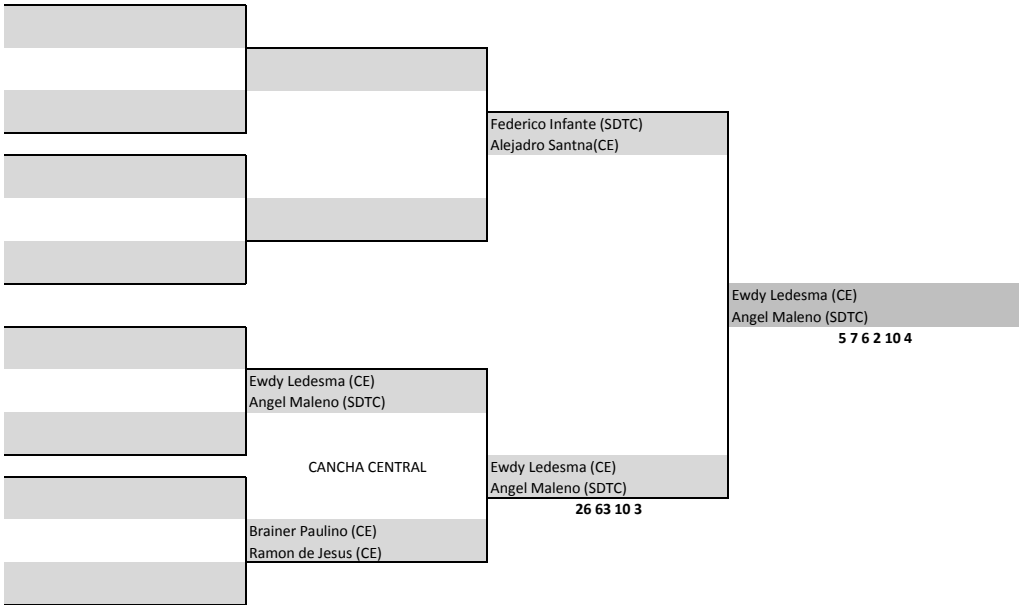 Federico Infante (SDTC)
Alejadro Santna(CE)
Ewdy Ledesma (CE)
Angel Maleno (SDTC)
5 7 6 2 10 4
Ewdy Ledesma (CE)
Angel Maleno (SDTC)
CANCHA CENTRAL
Ewdy Ledesma (CE)
Angel Maleno (SDTC)
26 63 10 3
Brainer Paulino (CE)
Ramon de Jesus (CE)